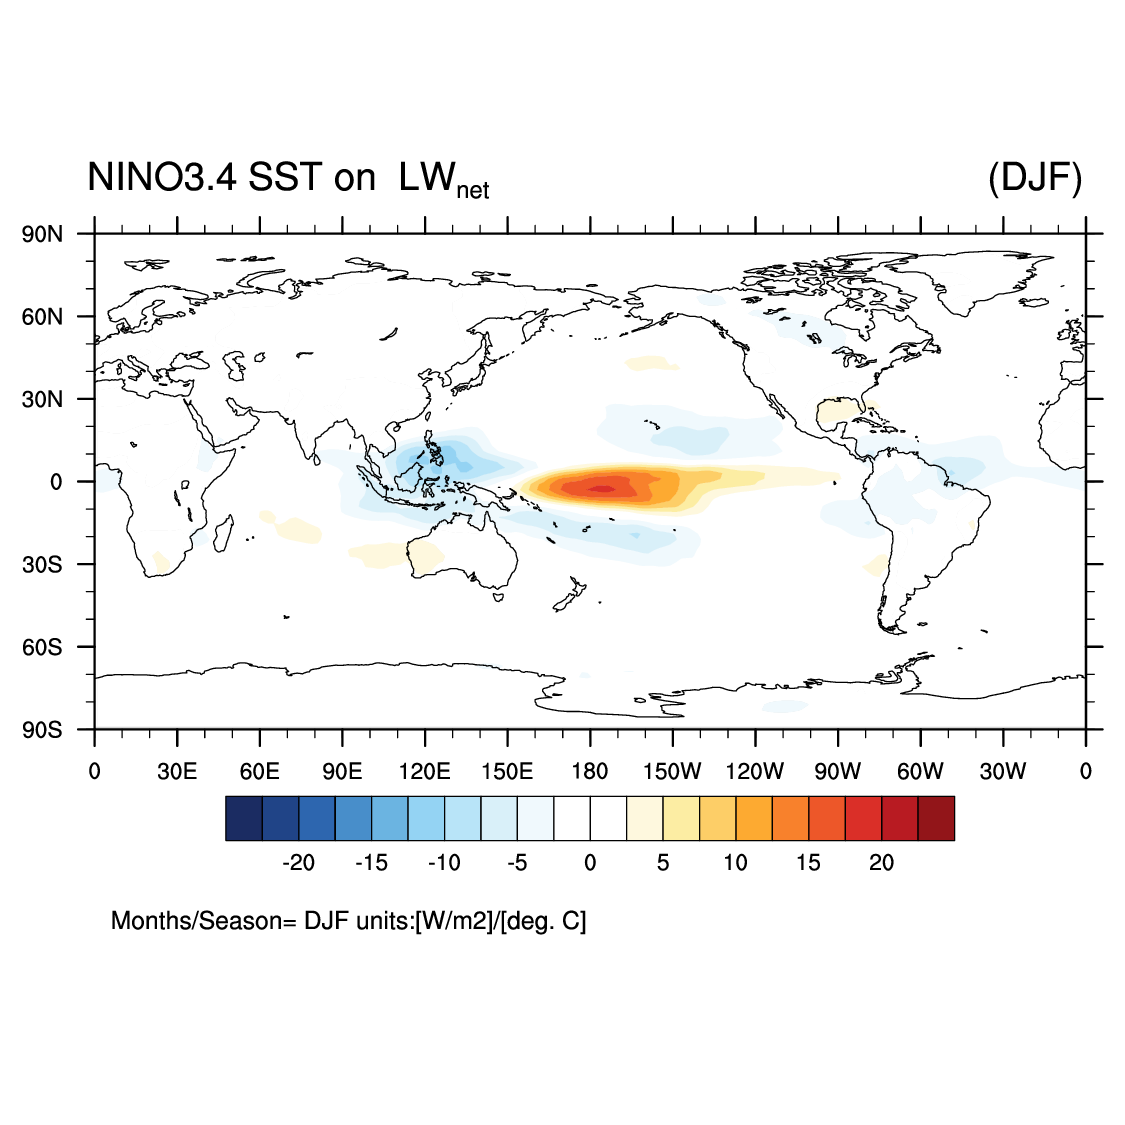 NINO3.4 SST on LWnet (DJF)
90N
60N
30N
0
30S
60S
90S
0 30E 60E 90E 120E 150E 180 150W 120W 90W 60W 30W 0
-20 -15 -10 -5 0 5 10 15 20
Months/Season= DJF units:[W/m2]/[deg. C]